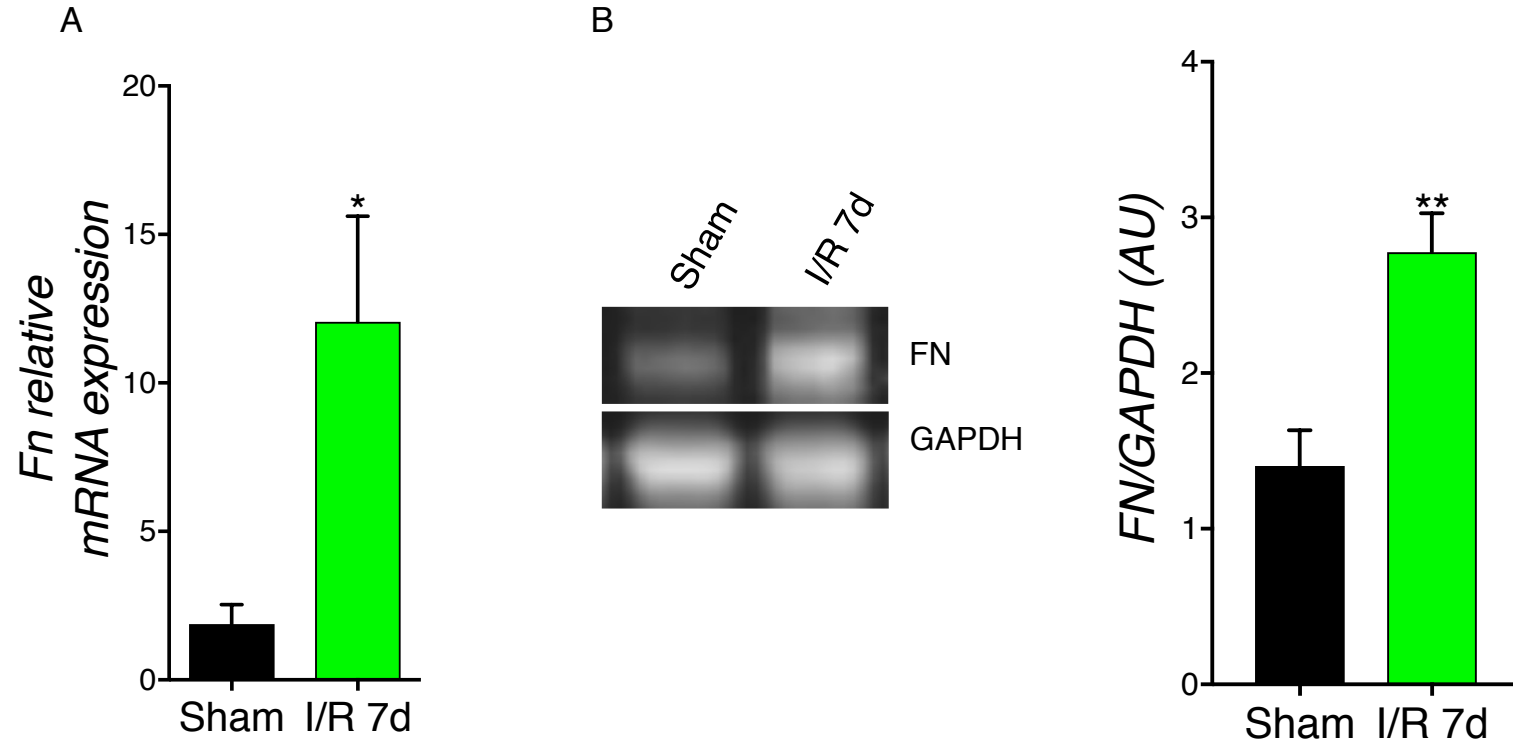 A
Fn relative
mRNA expression
20
15
10
5
0
*
Sham I/R 7d
B
Sham
I/R 7d
FN
GAPDH
FN/GAPDH (AU)
4
3
2
1
0
**
Sham I/R 7d